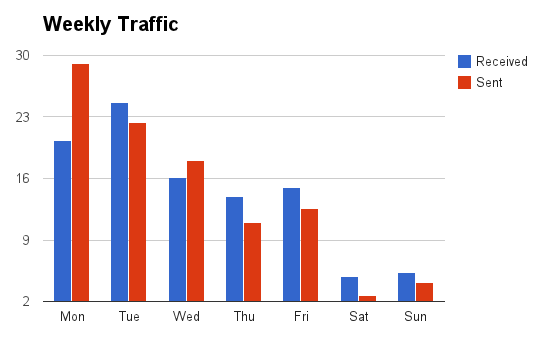 Weekly Traffic
30
23
16
9
2
Mon Tue Wed Thu Fri Sat Sun
Received
Sent